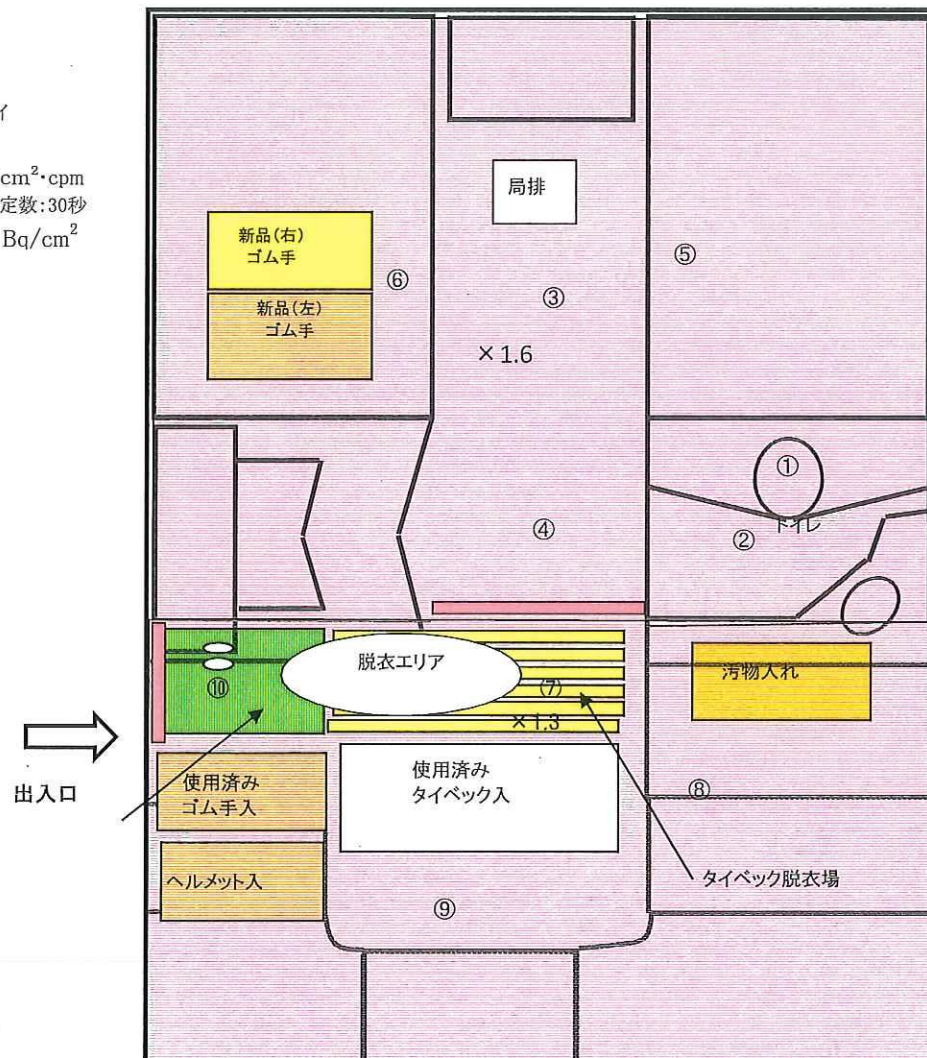 イ
cm²・cpm
定数：30秒
Bq/cm²
局排
新品（右）
ゴム手
新品（左）
ゴム手
⑥
③
⑤
×1.6
①
トイレ
②
④
脱衣エリア
⑩
⑦
×1.3
汚物入れ
出入口
使用済み
ゴム手入
使用済み
タイベック入
⑧
ヘルメット入
タイベック脱衣場
⑨